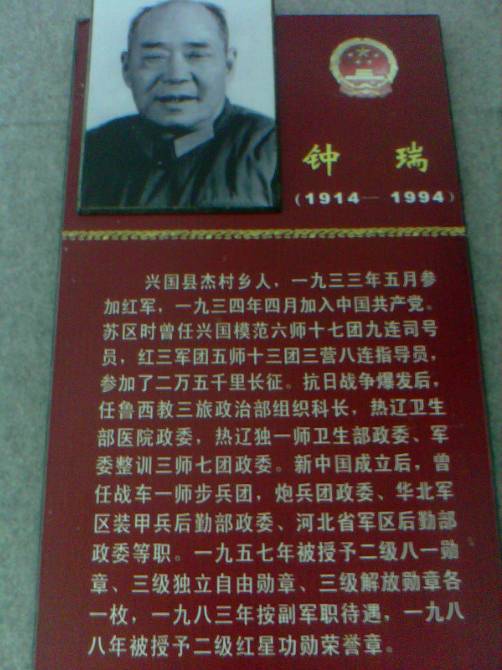 钟 瑞
(1914—1994)
兴国县杰村乡人，一九三三年五月参
加红军，一九三四年四月加入中国共产党。
苏区时曾任兴国模范六师十七团九连司号
员，红三军团五师十三团三营八连指导员，
参加了二万五千里长征。抗日战争爆发后，
任鲁西教三旅政治部组织科长，热辽卫生
部医院政委，热辽独一师卫生部政委、军
委整训三师七团政委。新中国成立后，曾
任战车一师步兵团，炮兵团政委、华北军
区装甲兵后勤部政委、河北省军区后勤部
政委等职。一九五七年被授予二级八一勋
章、三级独立自由勋章、三级解放勋章各
一枚，一九八三年按副军职待遇，一九八
八年被授予二级红星功勋荣誉章。